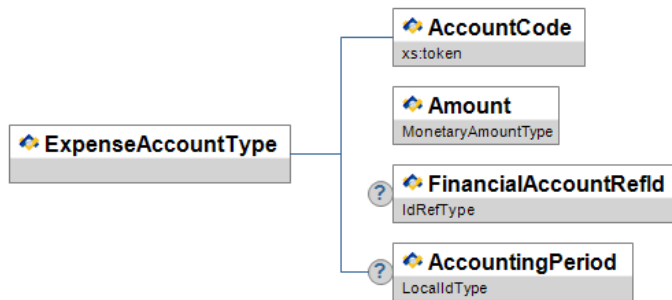 AccountCode
xs:token
Amount
MonetaryAmountType
ExpenseAccountType
?
FinancialAccountRefId
IdRefType
?
AccountingPeriod
LocalIdType